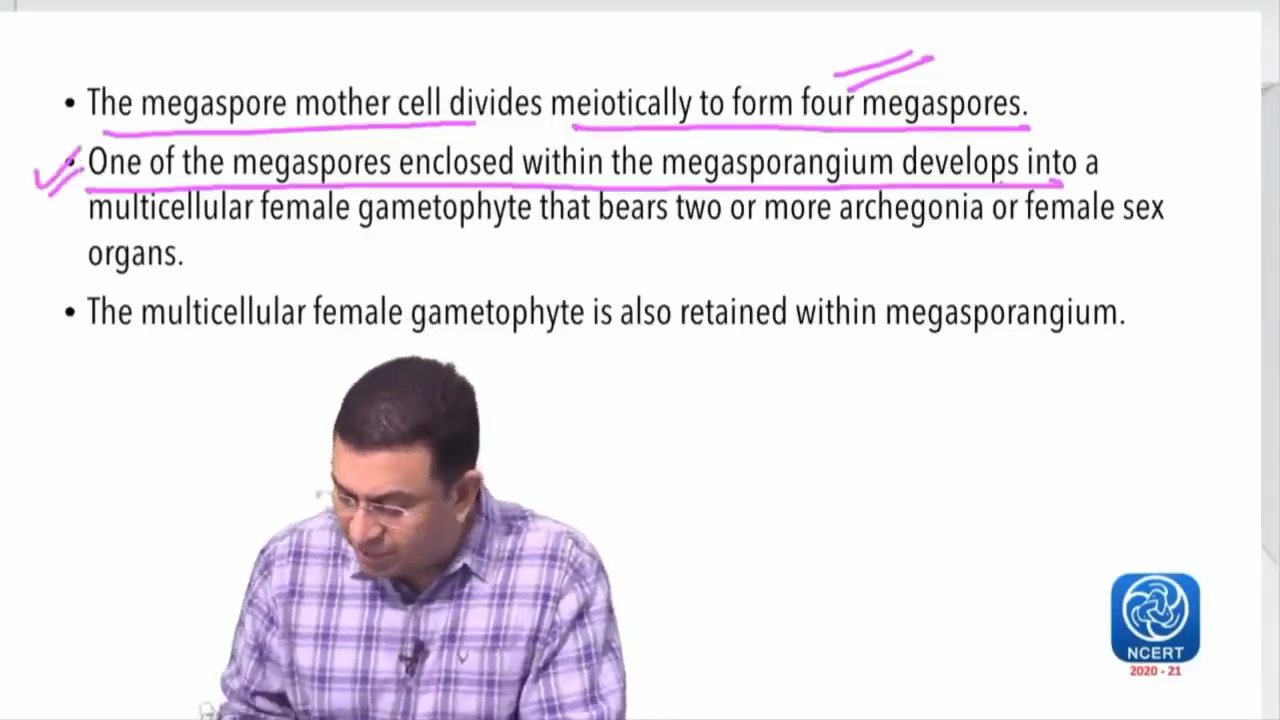 • The megaspore mother cell divides meiotically to form four megaspores.
• One of the megaspores enclosed within the megasporangium develops into a
multicellular female gametophyte that bears two or more archegonia or female sex
organs.
• The multicellular female gametophyte is also retained within megasporangium.
NCERT
2020 - 21